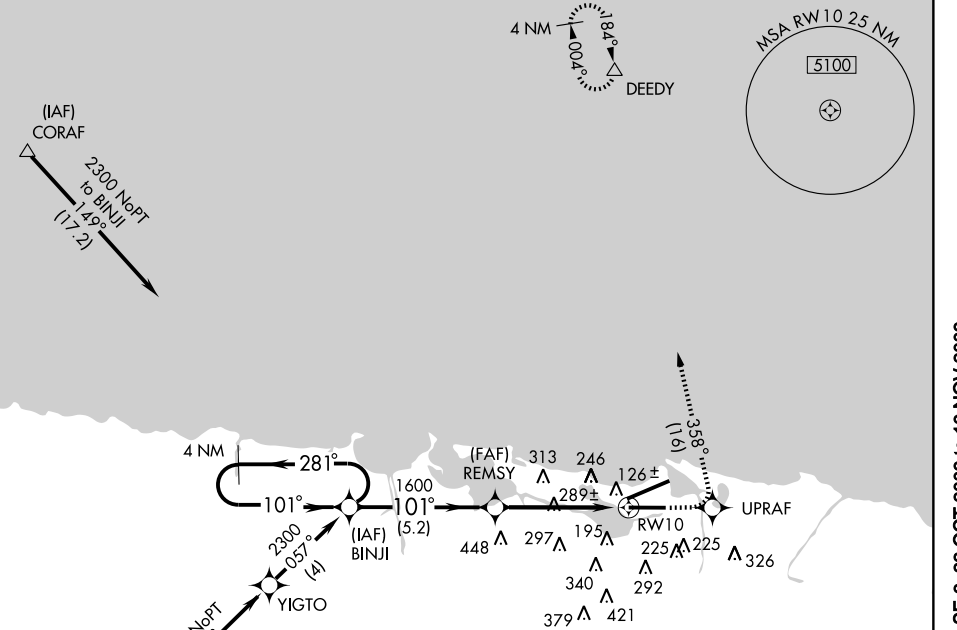 4 NM
184°
004°
DEEDY
MSA RW10 25 NM
5100
(IAF)
CORAF
2300 NoPT
to BINJI
149°
(17.2)
358°
(16)
4 NM
281°
101°
(IAF)
BINJI
1600
101°
(5.2)
(FAF)
REMSY
313
246
126±
289±
RW10
UPRAF
448
297
195
225
225
326
340
292
379
421
2300
057°
(4)
YIGTO
NoPT